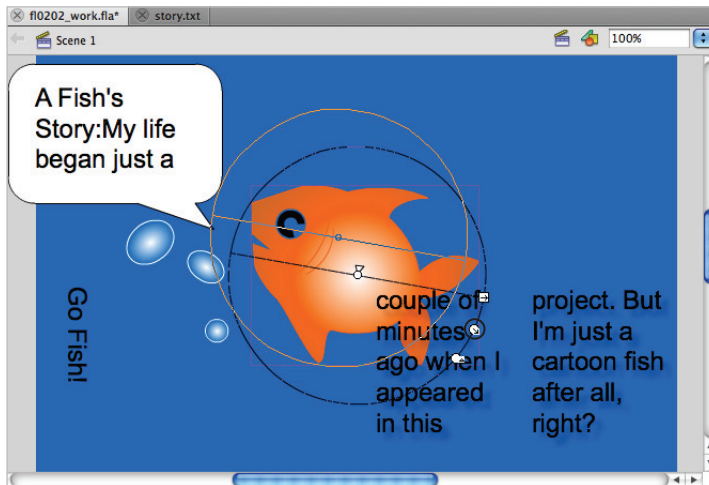 fl0202_work.fla*
story.txt
Scene 1
100%
A Fish's
Story:My life
began just a
Go Fish!
couple of
minutes
ago when I
appeared
in this
project. But
I'm just a
cartoon fish
after all,
right?